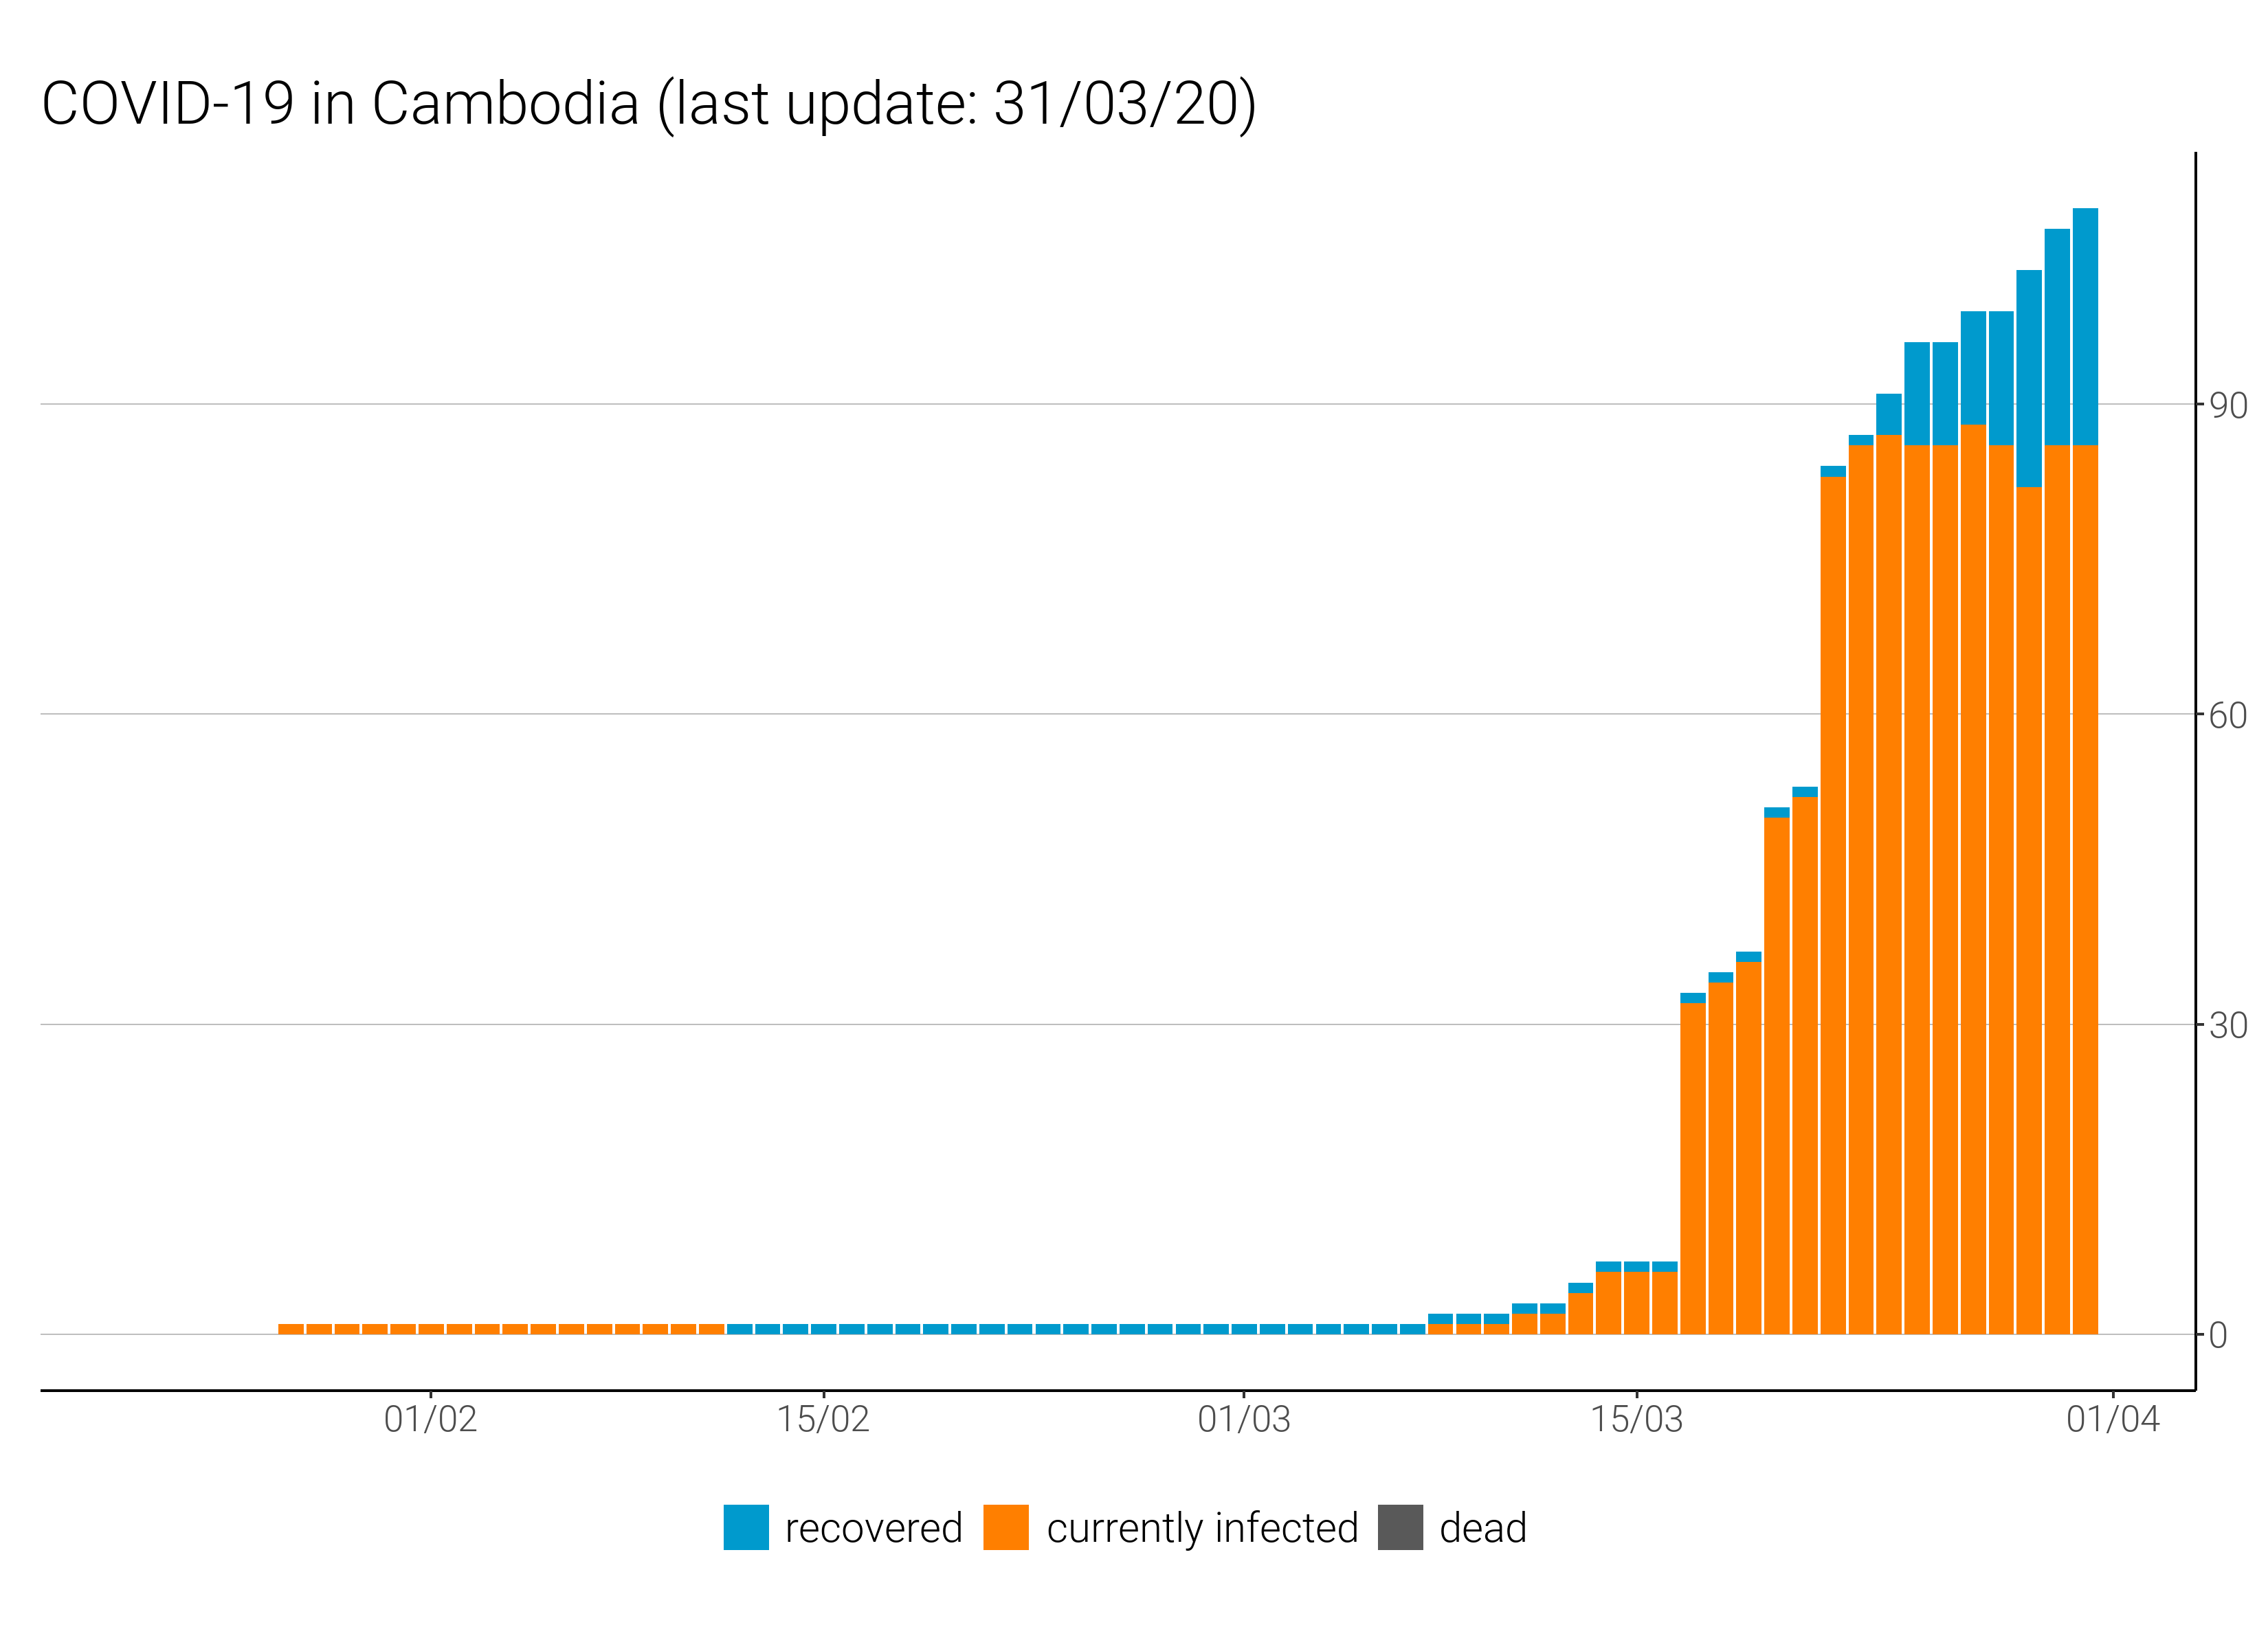 COVID-19 in Cambodia (last update: 31/03/20)
90
60
30
0
01/02 15/02 01/03 15/03 01/04
recovered currently infected dead